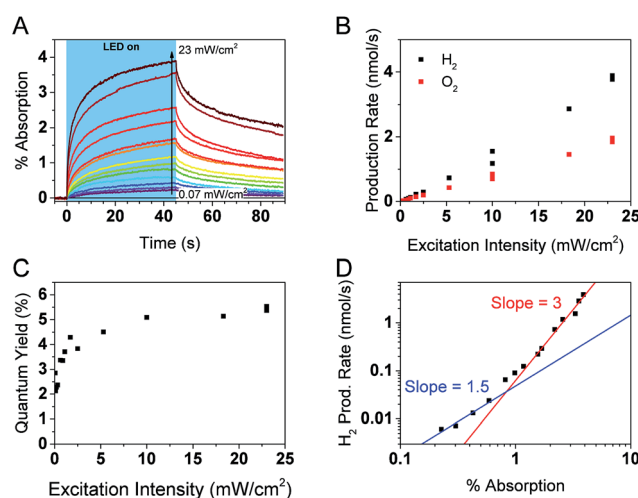 A
LED on
23 mW/cm²
0.07 mW/cm²
4
3
2
1
0
% Absorption
0 20 40 60 80
Time (s)
B
H₂
O₂
6
4
2
0
Production Rate (nmol/s)
0 5 10 15 20 25
Excitation Intensity (mW/cm²)
C
7
6
5
4
3
2
1
0
Quantum Yield (%)
0 5 10 15 20 25
Excitation Intensity (mW/cm²)
D
Slope = 3
Slope = 1.5
1
0.1
0.01
H₂ Prod. Rate (nmol/s)
0.1 1 10
% Absorption